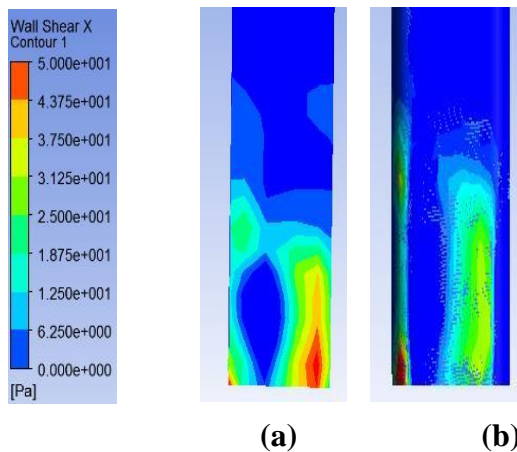 Wall Shear X
Contour 1
5.000e+001
4.375e+001
3.750e+001
3.125e+001
2.500e+001
1.875e+001
1.250e+001
6.250e+000
0.000e+000
[Pa]
(a)
(b)